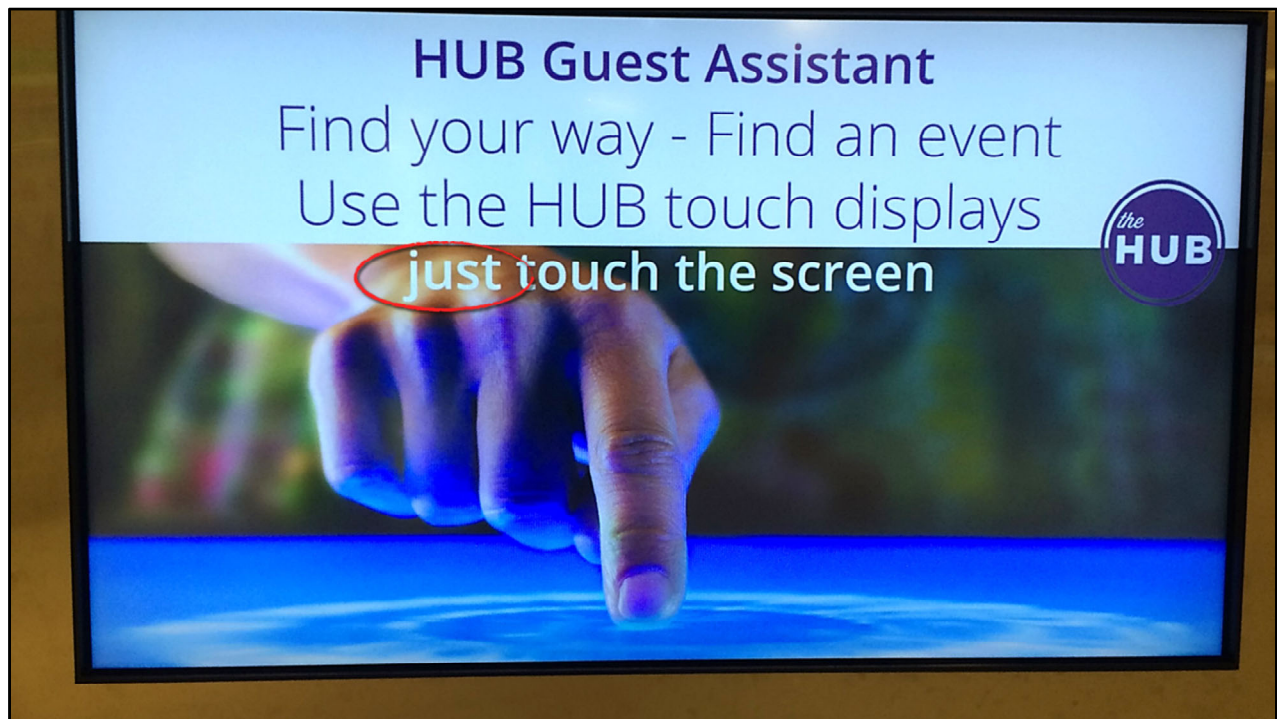 HUB Guest Assistant
Find your way - Find an event
Use the HUB touch displays
the
HUB
just touch the screen